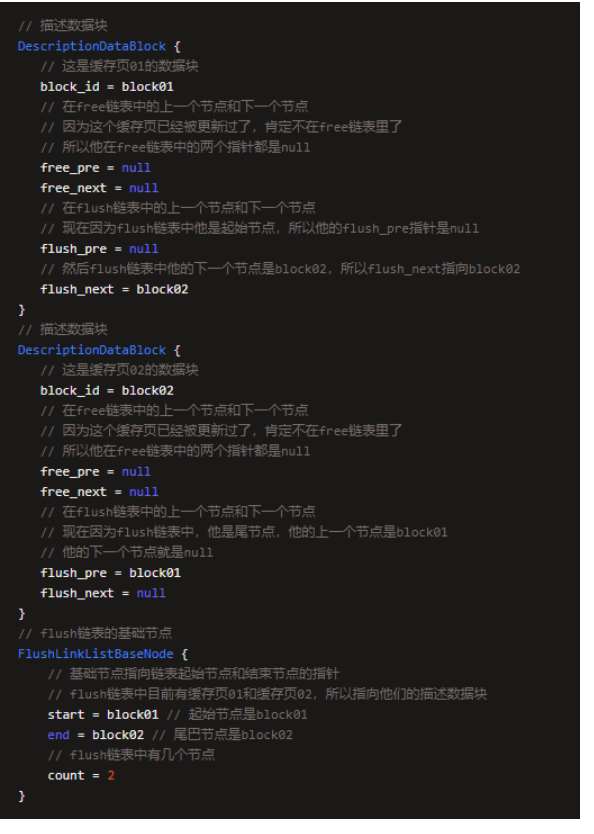 // 描述数据块
DescriptionDataBlock {
// 这是缓存页01的数据块
block_id = block01
// 在free链表中的上一个节点和下一个节点
// 因为这个缓存页已经被更新过了，肯定不在free链表里了
// 所以他在free链表中的两个指针都是null
free_pre = null
free_next = null
// 在flush链表中的上一个节点和下一个节点
// 现在因为flush链表中他是起始节点，所以他的flush_pre指针是null
flush_pre = null
// 然后flush链表中他的下一个节点是block02，所以flush_next指向block02
flush_next = block02
}
// 描述数据块
DescriptionDataBlock {
// 这是缓存页02的数据块
block_id = block02
// 在free链表中的上一个节点和下一个节点
// 因为这个缓存页已经被更新过了，肯定不在free链表里了
// 所以他在free链表中的两个指针都是null
free_pre = null
free_next = null
// 在flush链表中的上一个节点和下一个节点
// 现在因为flush链表中，他是尾节点，他的上一个节点是block01
// 他的下一个节点就是null
flush_pre = block01
flush_next = null
}
// flush链表的基础节点
FlushLinkListBaseNode {
// 基础节点指向链表起始节点和结束节点的指针
// flush链表中目前有缓存页01和缓存页02，所以指向他们的描述数据块
start = block01 // 起始节点是block01
end = block02 // 尾巴节点是block02
// flush链表中有几个节点
count = 2
}